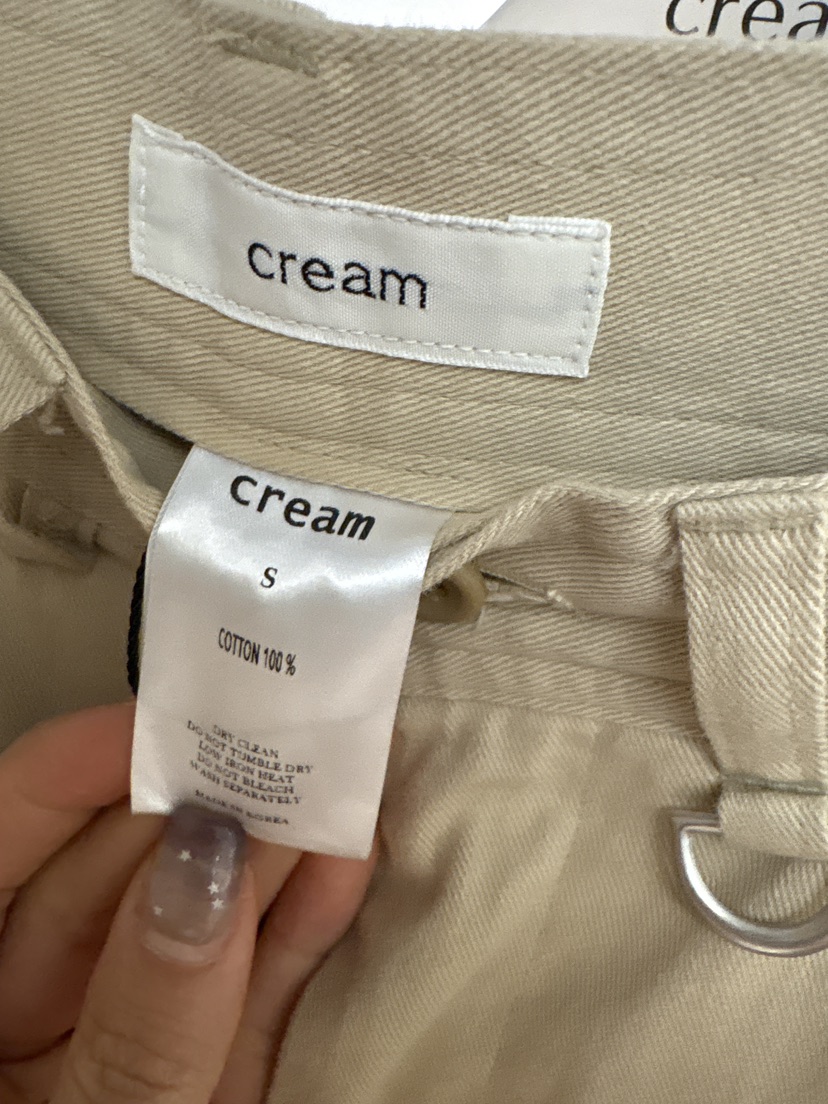 crea
cream
cream
S
COTTON 100 %
DRY CLEAN
DO NOT TUMBLE DRY
LOW IRON HEAT
DO NOT BLEACH
WASH SEPARATELY
MADE IN KOREA